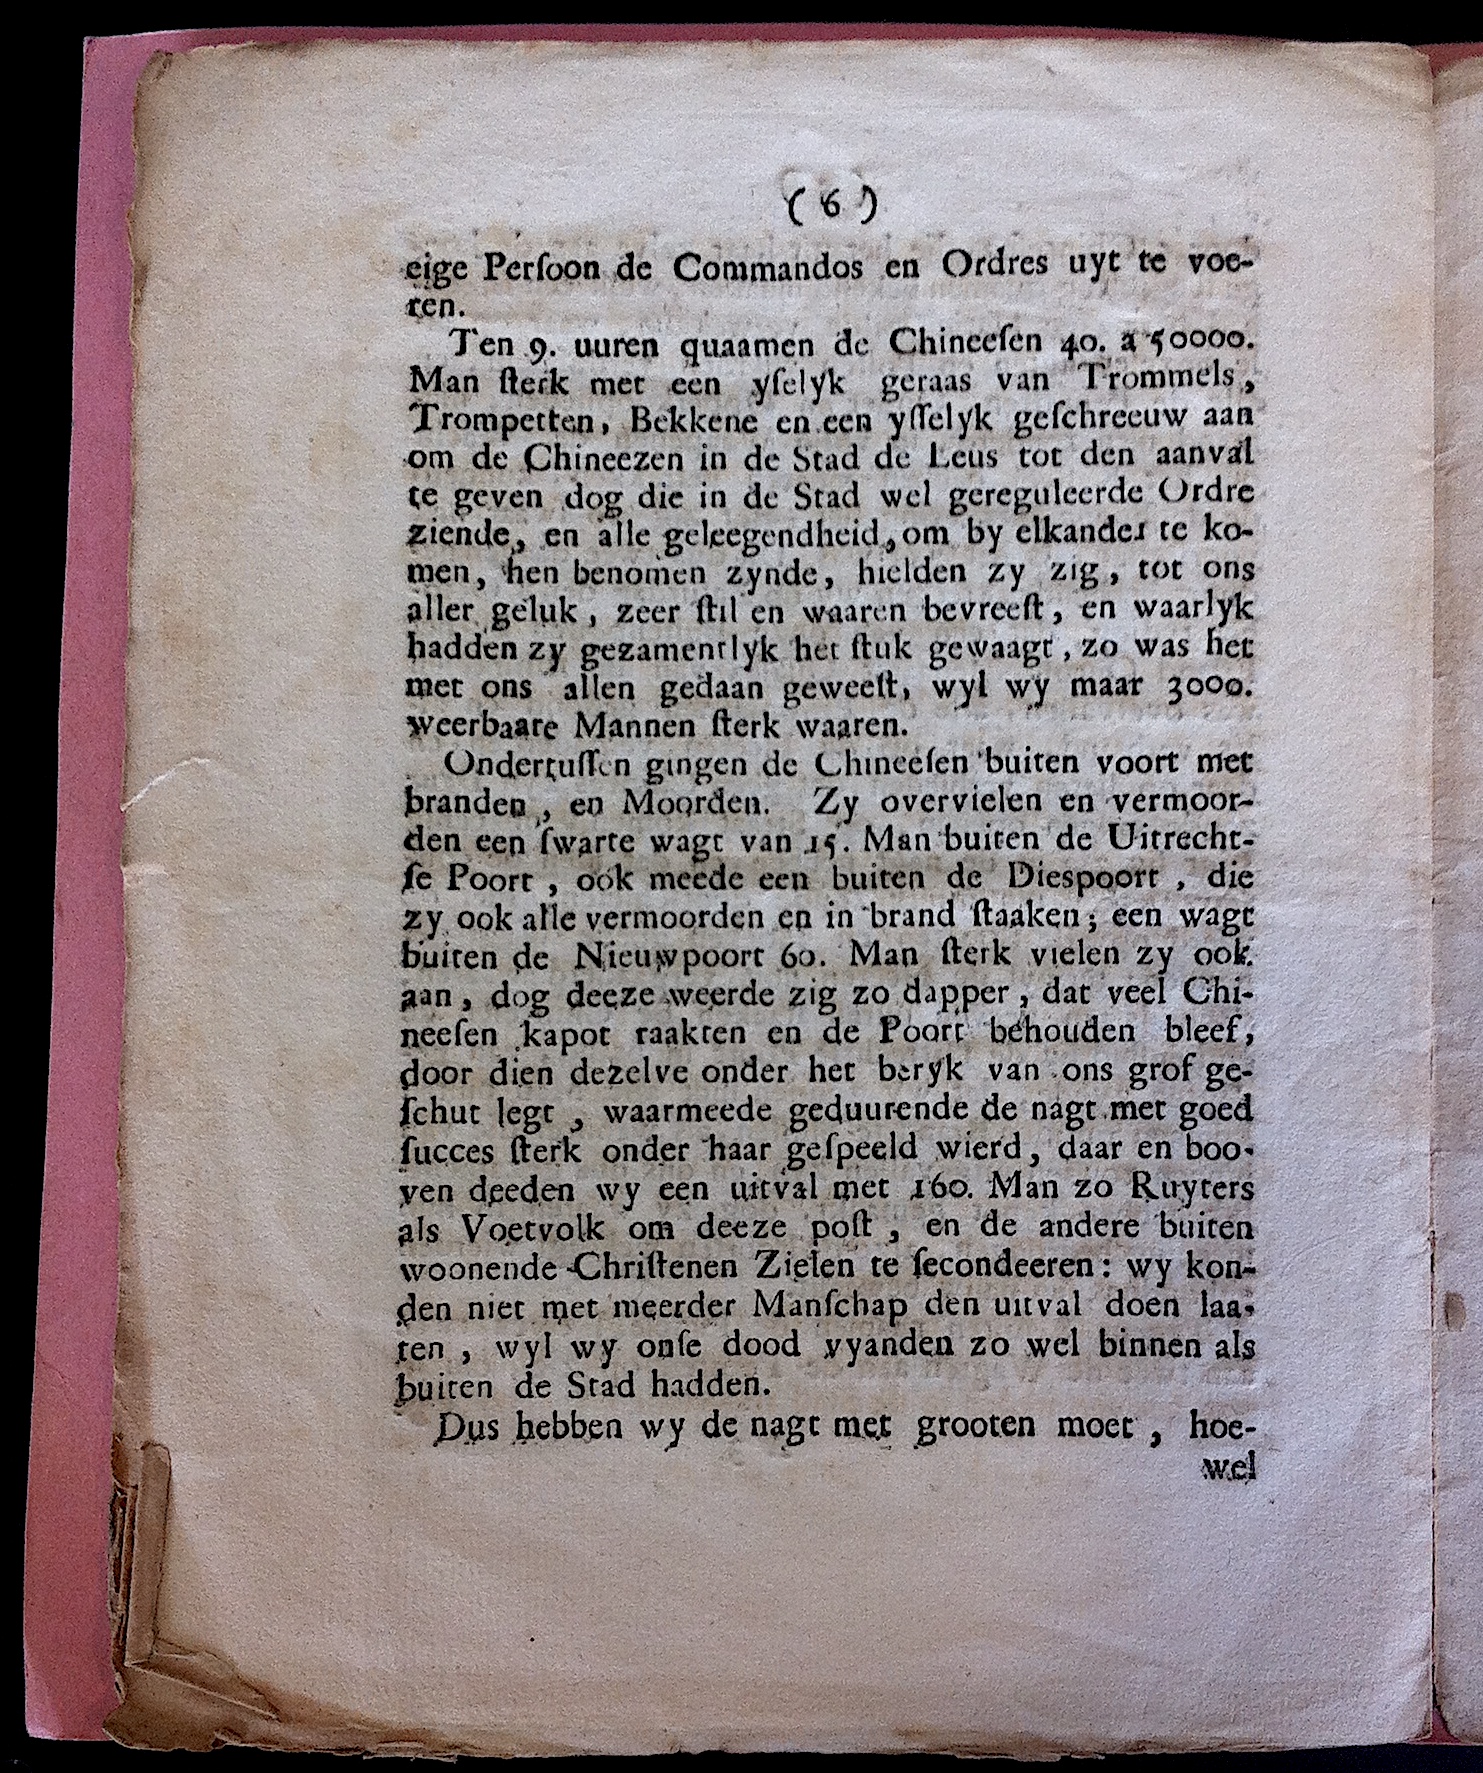 ( 6 )
eige Perſoon de Commandos en Ordres uyt te voe-
ren.
Ten 9. uuren quaamen de Chineeſen 40. a 50000.
Man ſterk met een yſelyk geraas van Trommels,
Trompetten, Bekkene en een yſſelyk geſchreeuw aan
om de Chineezen in de Stad de Leus tot den aanval
te geven dog die in de Stad wel gereguleerde Ordre
ziende, en alle geleegendheid, om by elkander te ko-
men, hen benomen zynde, hielden zy zig, tot ons
aller geluk, zeer ſtil en waaren bevreeſt, en waarlyk
hadden zy gezamentlyk het ſtuk gewaagt, zo was het
met ons allen gedaan geweeſt, wyl wy maar 3000.
weerbaare Mannen ſterk waaren.
Ondertuſſen gingen de Chineeſen buiten voort met
branden, en Moorden. Zy overvielen en vermoor-
den een ſwarte wagt van 15. Man buiten de Uitrecht-
ſe Poort, ook meede een buiten de Diespoort, die
zy ook alle vermoorden en in brand ſtaaken; een wagt
buiten de Nieuwpoort 60. Man ſterk vielen zy ook
aan, dog deeze weerde zig zo dapper, dat veel Chi-
neeſen kapot raakten en de Poort behouden bleef,
door dien dezelve onder het beryk van ons grof ge-
ſchut legt, waarmeede geduurende de nagt met goed
ſucces ſterk onder haar geſpeeld wierd, daar en boo-
ven deeden wy een uitval met 160. Man zo Ruyters
als Voetvolk om deeze poſt, en de andere buiten
woonende Chriſtenen Zielen te ſecondeeren: wy kon-
den niet met meerder Manſchap den uitval doen laa-
ten, wyl wy onſe dood vyanden zo wel binnen als
buiten de Stad hadden.
Dus hebben wy de nagt met grooten moet, hoe-
wel